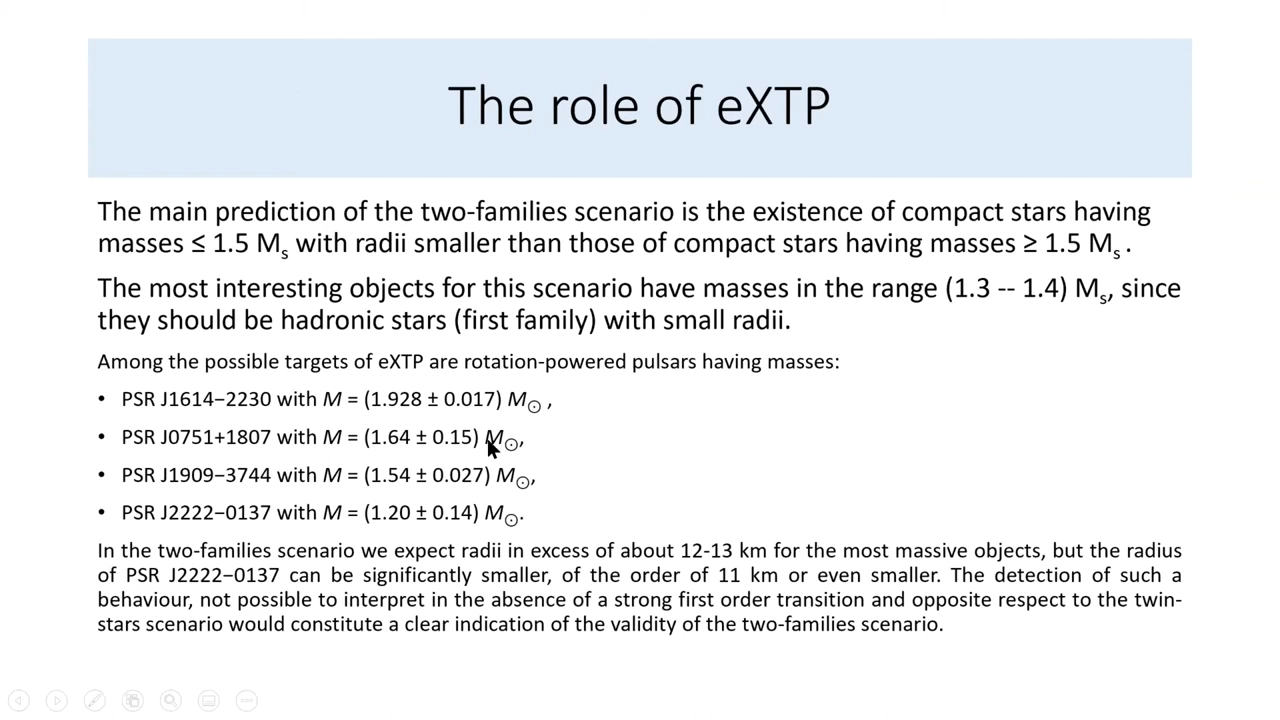 The role of eXTP
The main prediction of the two-families scenario is the existence of compact stars having
masses ≤ 1.5 Ms with radii smaller than those of compact stars having masses ≥ 1.5 Ms .
The most interesting objects for this scenario have masses in the range (1.3 -- 1.4) Ms, since
they should be hadronic stars (first family) with small radii.
Among the possible targets of eXTP are rotation-powered pulsars having masses:
• PSR J1614−2230 with M = (1.928 ± 0.017) M⊙ ,
• PSR J0751+1807 with M = (1.64 ± 0.15) M⊙,
• PSR J1909−3744 with M = (1.54 ± 0.027) M⊙,
• PSR J2222−0137 with M = (1.20 ± 0.14) M⊙.
In the two-families scenario we expect radii in excess of about 12-13 km for the most massive objects, but the radius
of PSR J2222−0137 can be significantly smaller, of the order of 11 km or even smaller. The detection of such a
behaviour, not possible to interpret in the absence of a strong first order transition and opposite respect to the twin-
stars scenario would constitute a clear indication of the validity of the two-families scenario.